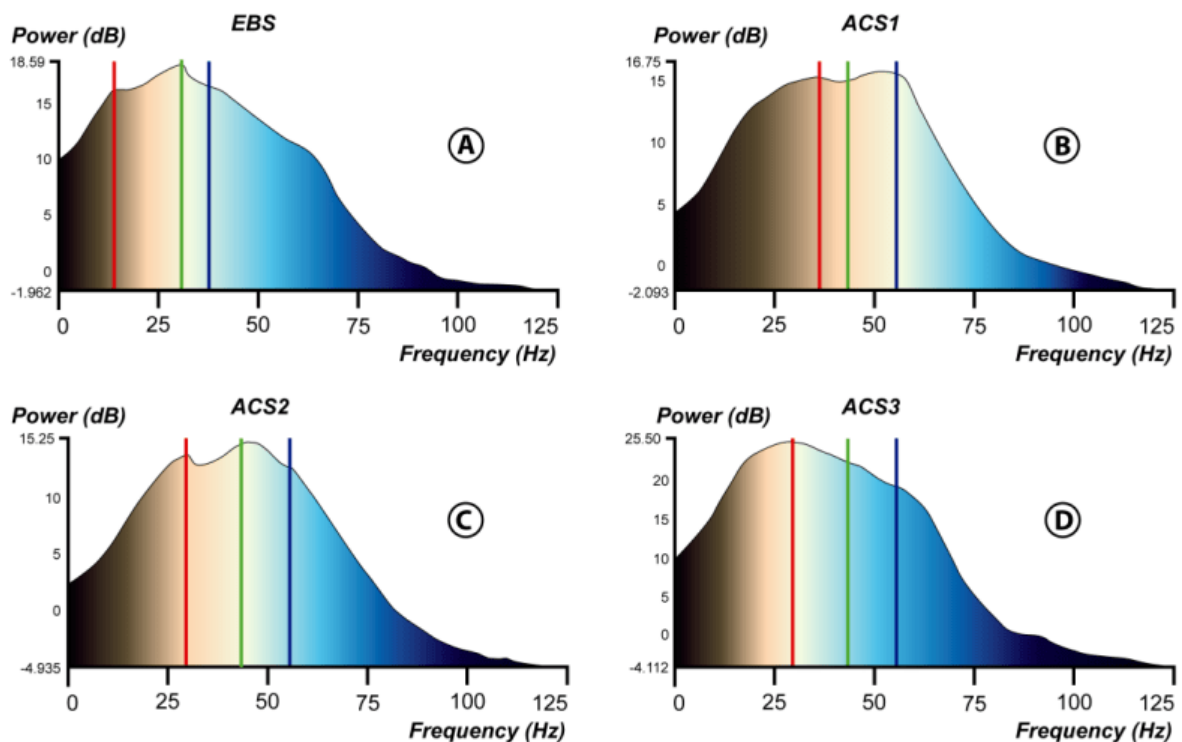 EBS
Power (dB)
18.59
15
10
5
0
-1.962
A
0 25 50 75 100 125
Frequency (Hz)
ACS1
Power (dB)
16.75
15
10
5
0
-2.093
B
0 25 50 75 100 125
Frequency (Hz)
ACS2
Power (dB)
15.25
10
5
0
-4.935
C
0 25 50 75 100 125
Frequency (Hz)
ACS3
Power (dB)
25.50
20
15
10
5
0
-4.112
D
0 25 50 75 100 125
Frequency (Hz)